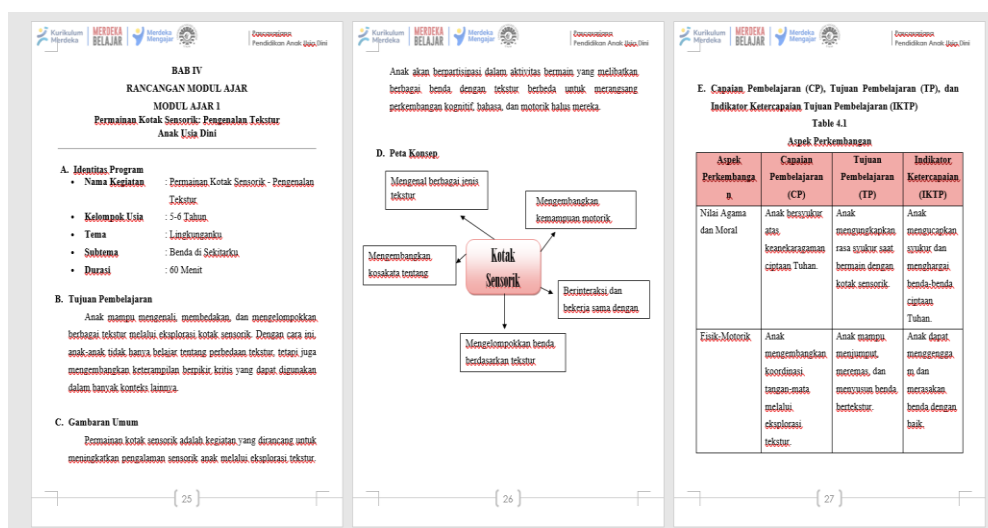 Kurikulum Merdeka
MERDEKA BELAJAR
Merdeka Mengajar
Pascasarjana
Pendidikan Anak Usia Dini
BAB IV
RANCANGAN MODUL AJAR
MODUL AJAR 1
Permainan Kotak Sensorik: Pengenalan Tekstur
Anak Usia Dini
A. Identitas Program
• Nama Kegiatan : Permainan Kotak Sensorik - Pengenalan
Tekstur
• Kelompok Usia : 5-6 Tahun
• Tema : Lingkunganku
• Subtema : Benda di Sekitarku
• Durasi : 60 Menit
B. Tujuan Pembelajaran
Anak mampu mengenali, membedakan, dan mengelompokkan
berbagai tekstur melalui eksplorasi kotak sensorik. Dengan cara ini,
anak-anak tidak hanya belajar tentang perbedaan tekstur, tetapi juga
mengembangkan keterampilan berpikir kritis yang dapat digunakan
dalam banyak konteks lainnya.
C. Gambaran Umum
Permainan kotak sensorik adalah kegiatan yang dirancang untuk
meningkatkan pengalaman sensorik anak melalui eksplorasi tekstur.
25
Kurikulum Merdeka
MERDEKA BELAJAR
Merdeka Mengajar
Pascasarjana
Pendidikan Anak Usia Dini
Anak akan berpartisipasi dalam aktivitas bermain yang melibatkan
berbagai benda dengan tekstur berbeda untuk merangsang
perkembangan kognitif, bahasa, dan motorik halus mereka.
D. Peta Konsep
Mengenal berbagai jenis
tekstur
Mengembangkan
kemampuan motorik
Mengembangkan
kosakata tentang
Kotak
Sensorik
Berinteraksi dan
bekerja sama dengan
Mengelompokkan benda
berdasarkan tekstur
26
Kurikulum Merdeka
MERDEKA BELAJAR
Merdeka Mengajar
Pascasarjana
Pendidikan Anak Usia Dini
E. Capaian Pembelajaran (CP), Tujuan Pembelajaran (TP), dan
Indikator Ketercapaian Tujuan Pembelajaran (IKTP)
Table 4.1
Aspek Perkembangan
Aspek
Perkembanga
n
Capaian
Pembelajaran
(CP)
Tujuan
Pembelajaran
(TP)
Indikator
Ketercapaian
(IKTP)
Nilai Agama
dan Moral
Anak bersyukur
atas
keanekaragaman
ciptaan Tuhan.
Anak
mengungkapkan
rasa syukur saat
bermain dengan
kotak sensorik.
Anak
mengucapkan
syukur dan
menghargai
benda-benda
ciptaan
Tuhan.
Fisik-Motorik
Anak
mengembangkan
koordinasi
tangan-mata
melalui
eksplorasi
tekstur.
Anak mampu
menjumput,
meremas, dan
menyusun benda
bertekstur.
Anak dapat
menggengga
m dan
merasakan
benda dengan
baik.
27